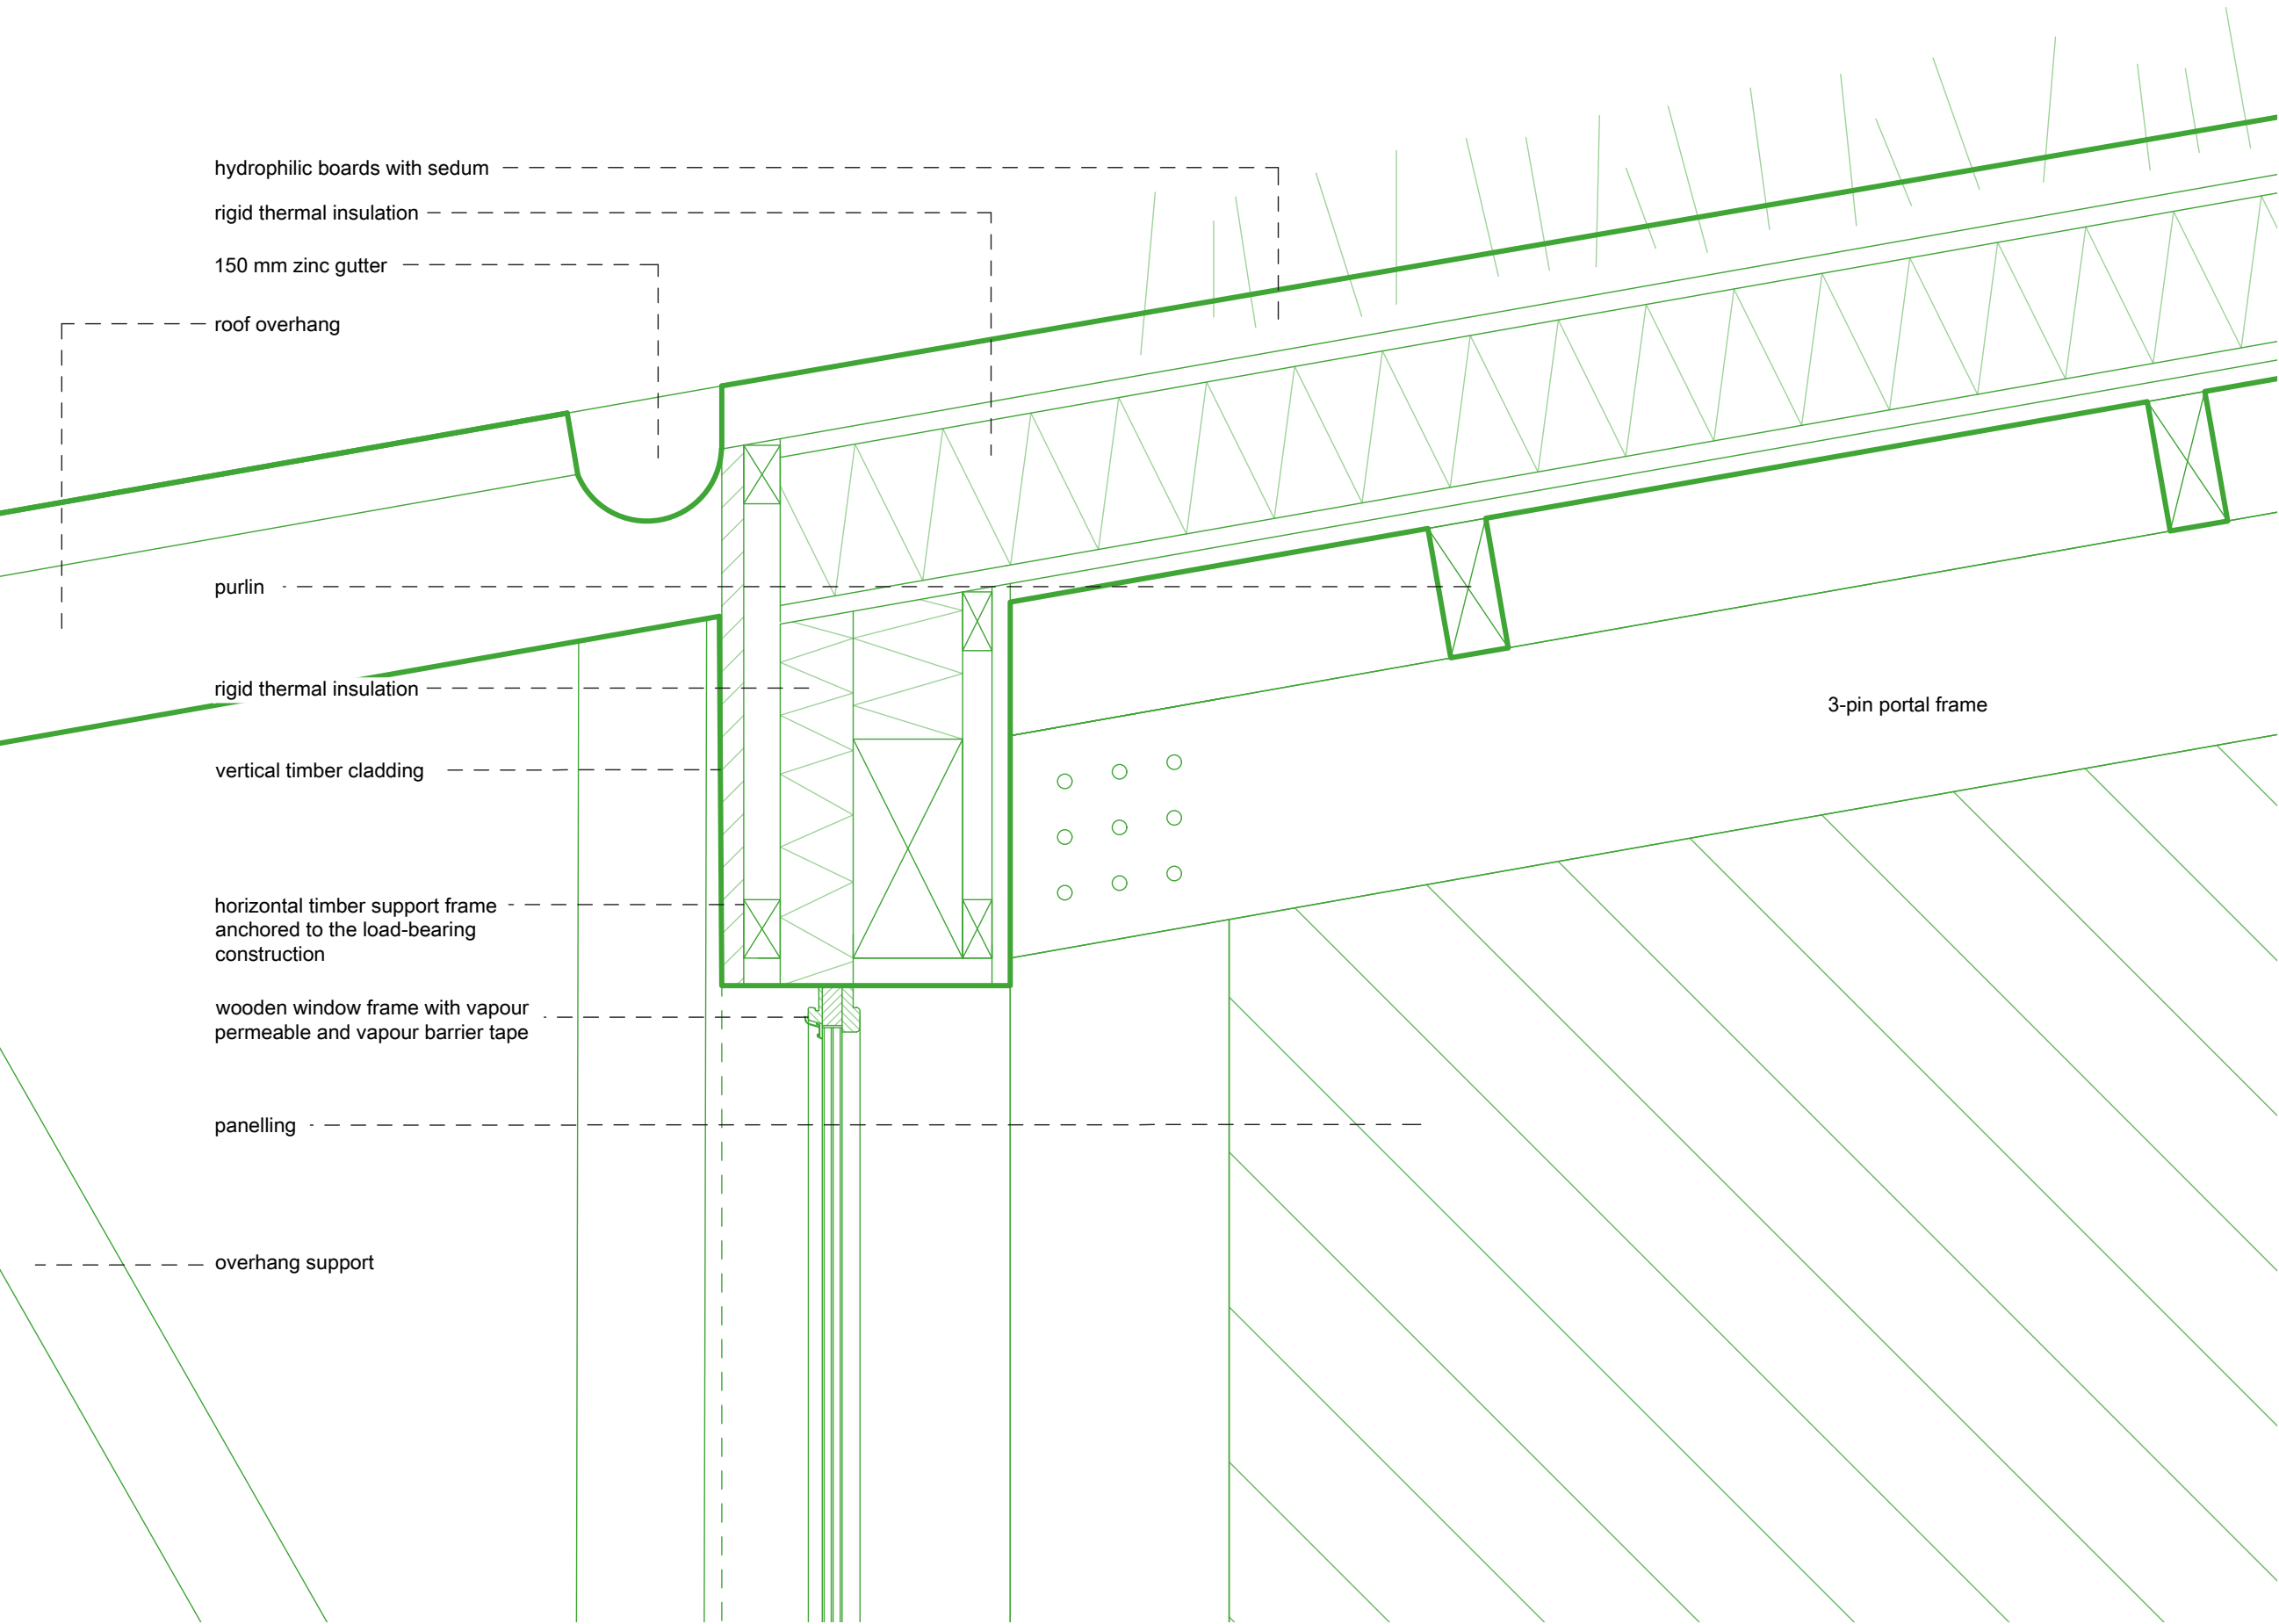 hydrophilic boards with sedum
rigid thermal insulation
150 mm zinc gutter
roof overhang
purlin
rigid thermal insulation
3-pin portal frame
vertical timber cladding
horizontal timber support frame
anchored to the load-bearing
construction
wooden window frame with vapour
permeable and vapour barrier tape
panelling
overhang support